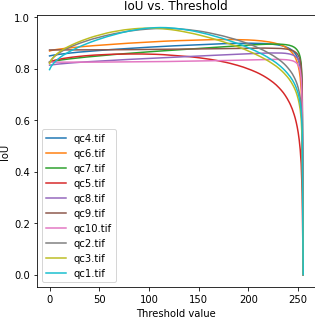 IoU vs. Threshold
1.0
0.8
0.6
0.4
0.2
0.0
IoU
qc4.tif
qc6.tif
qc7.tif
qc5.tif
qc8.tif
qc9.tif
qc10.tif
qc2.tif
qc3.tif
qc1.tif
0 50 100 150 200 250
Threshold value